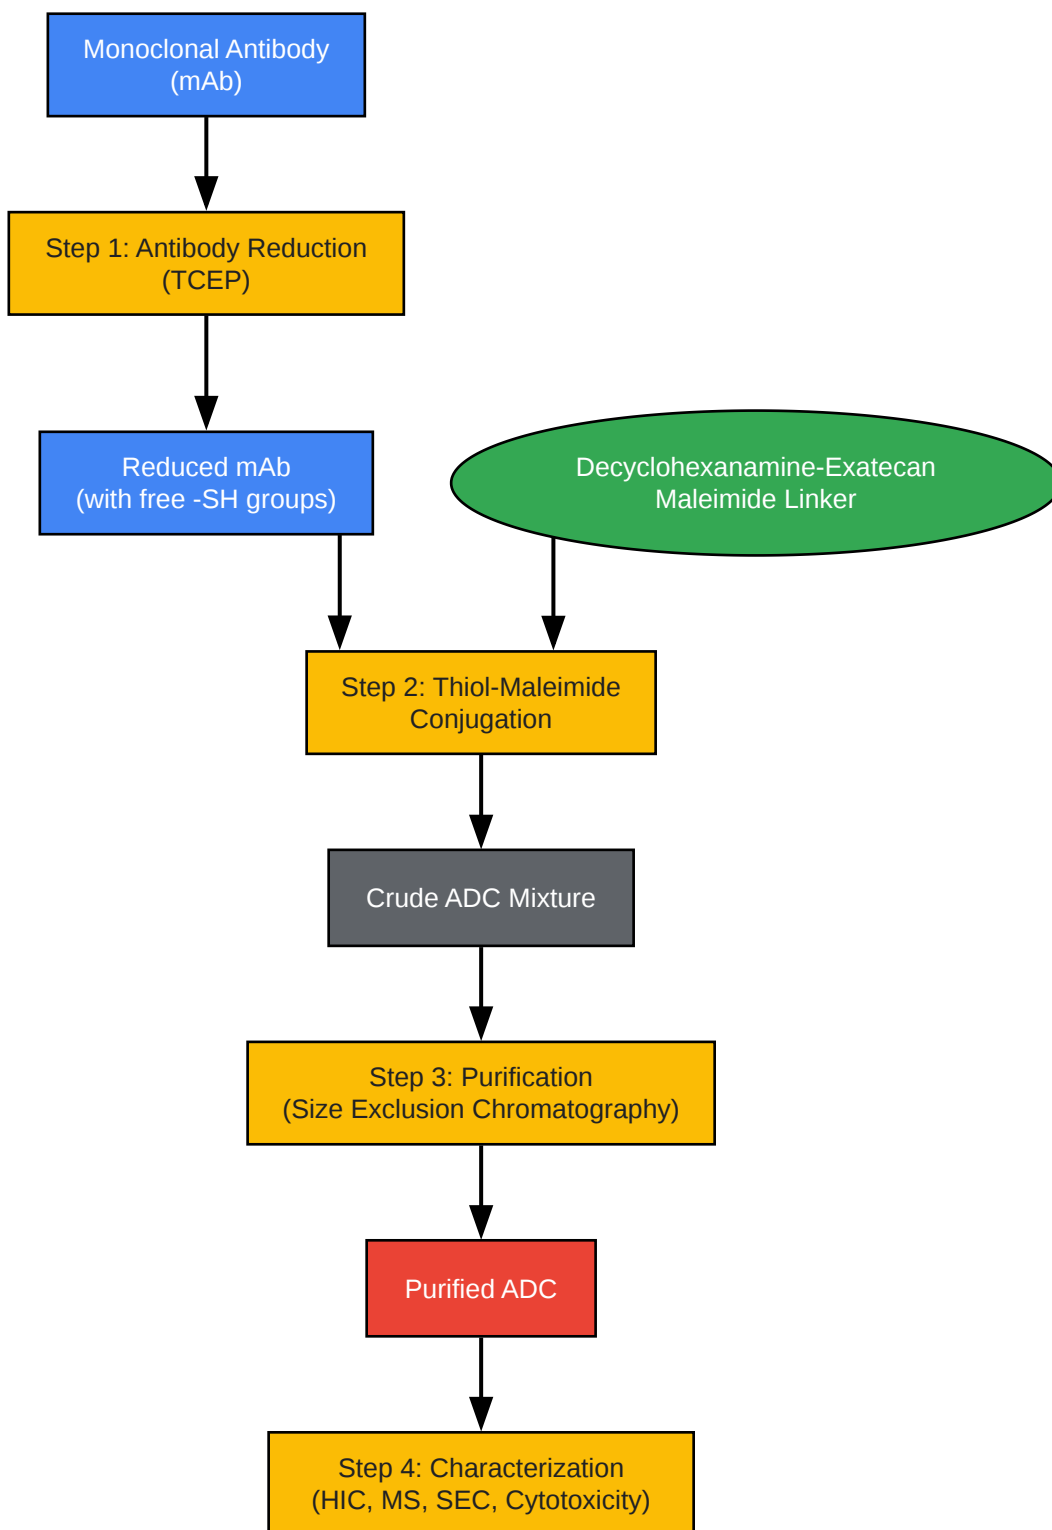 Monoclonal Antibody
(mAb)
Step 1: Antibody Reduction
(TCEP)
Reduced mAb
(with free -SH groups)
Decyclohexanamine-Exatecan
Maleimide Linker
Step 2: Thiol-Maleimide
Conjugation
Crude ADC Mixture
Step 3: Purification
(Size Exclusion Chromatography)
Purified ADC
Step 4: Characterization
(HIC, MS, SEC, Cytotoxicity)